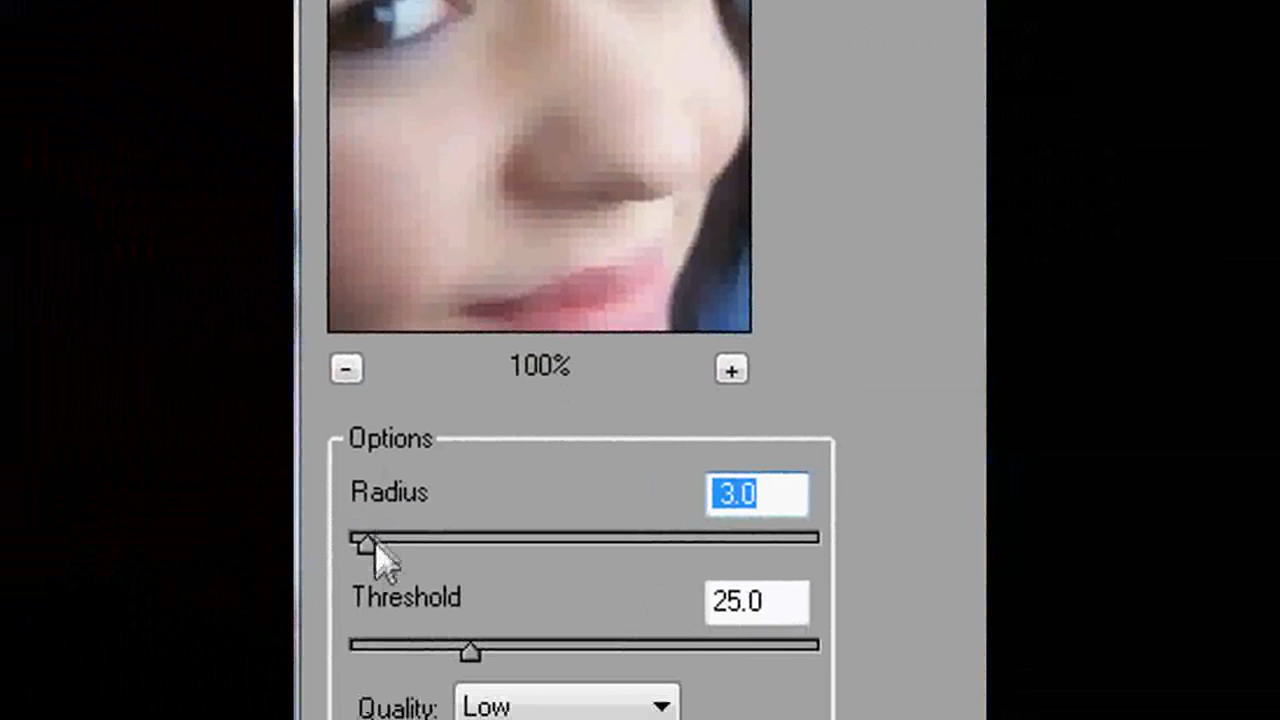 -
100%
+
Options
Radius
3.0
Threshold
25.0
Quality:
Low